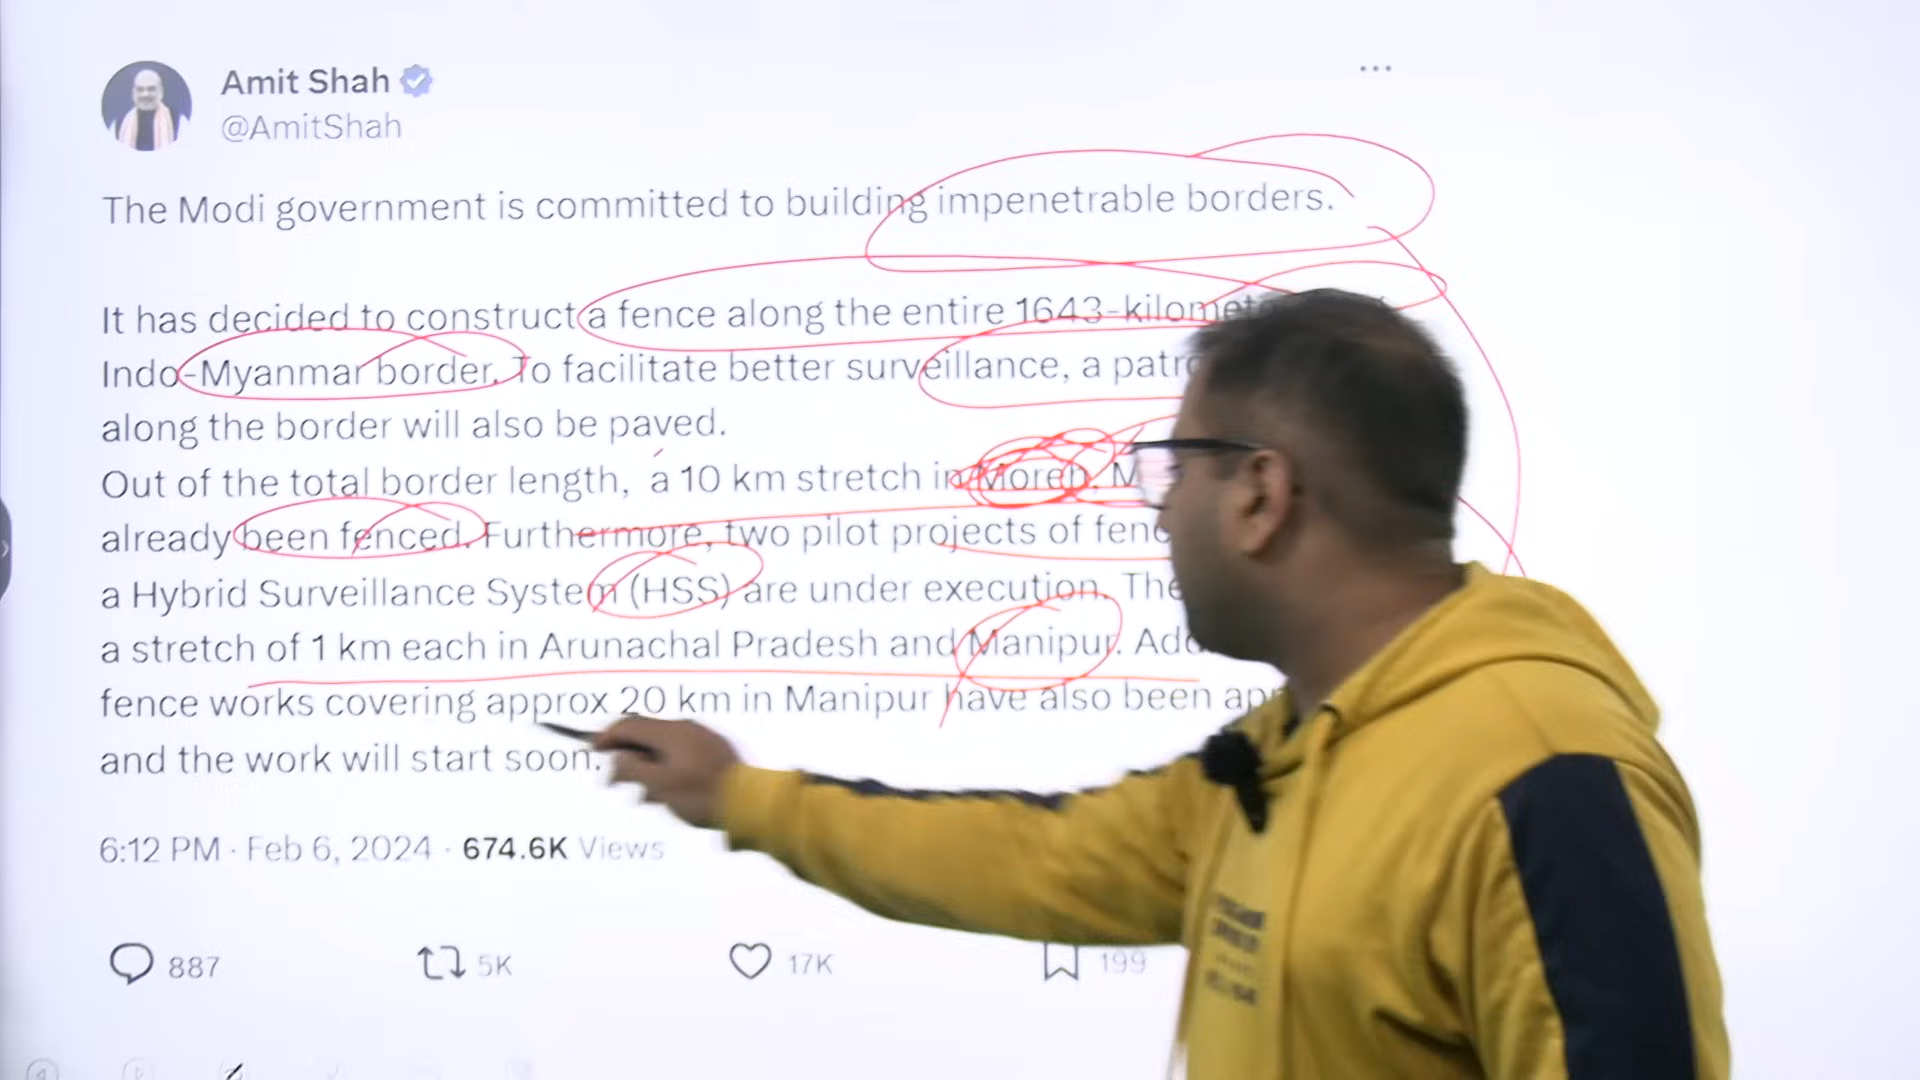 Amit Shah
@AmitShah
The Modi government is committed to building impenetrable borders.
It has decided to construct a fence along the entire 1643-kilomet
Indo-Myanmar border. To facilitate better surveillance, a patr
along the border will also be paved.
Out of the total border length, a 10 km stretch in Moreh, M
already been fenced. Furthermore, two pilot projects of fenc
a Hybrid Surveillance System (HSS) are under execution. The
a stretch of 1 km each in Arunachal Pradesh and Manipur. Add
fence works covering approx 20 km in Manipur have also been ap
and the work will start soon.
6:12 PM · Feb 6, 2024 · 674.6K Views
887 5K 17K 199